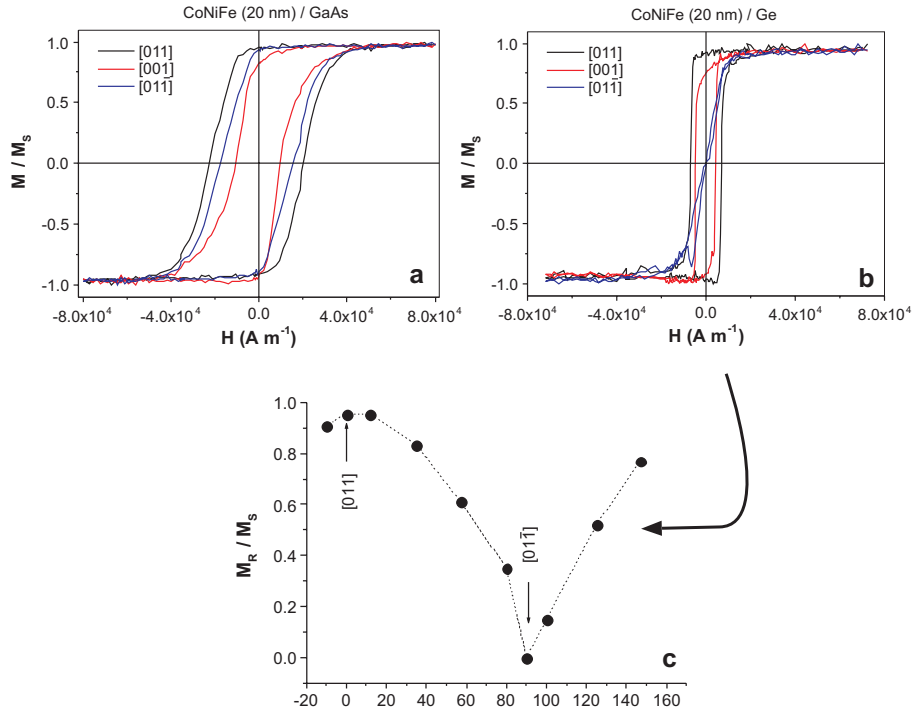 CoNiFe (20 nm) / GaAs
1.0
0.5
0.0
-0.5
-1.0
M / M_S
[011]
[001̄]
[011̄]
a
-8.0x10⁴ -4.0x10⁴ 0.0 4.0x10⁴ 8.0x10⁴
H (A m⁻¹)
CoNiFe (20 nm) / Ge
1.0
0.5
0.0
-0.5
-1.0
M / M_S
[011]
[001̄]
[011̄]
b
-8.0x10⁴ -4.0x10⁴ 0.0 4.0x10⁴ 8.0x10⁴
H (A m⁻¹)
1.0
0.8
0.6
0.4
0.2
0.0
M_R / M_S
[011]
[011̄]
c
-20 0 20 40 60 80 100 120 140 160